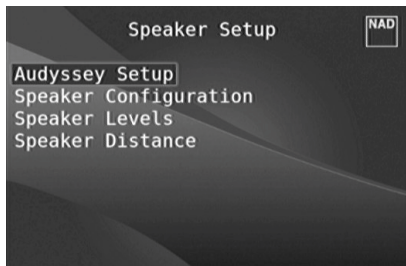 Speaker Setup
NAD
Audyssey Setup
Speaker Configuration
Speaker Levels
Speaker Distance